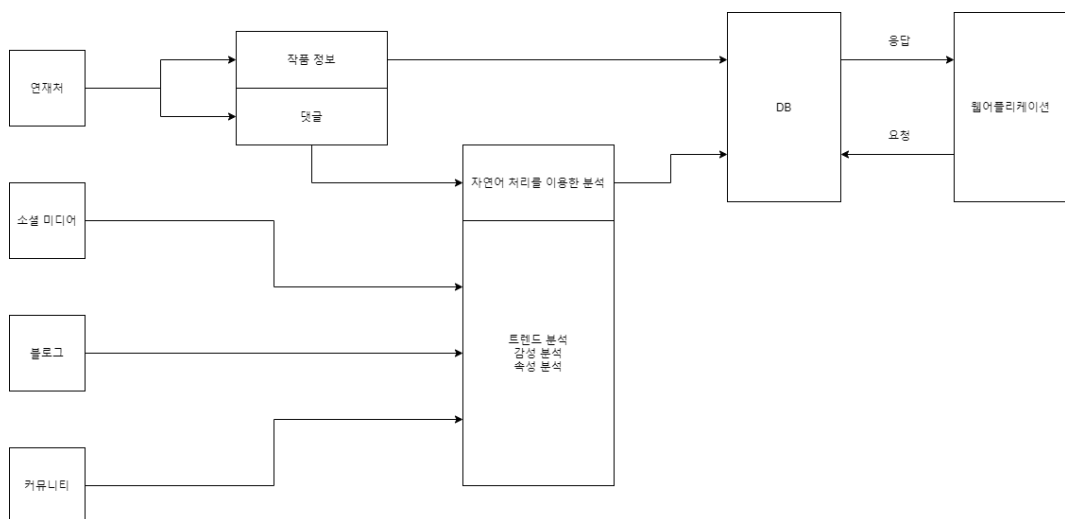 연재처
작품 정보
댓글
소셜 미디어
블로그
커뮤니티
자연어 처리를 이용한 분석
트렌드 분석
감성 분석
속성 분석
DB
응답
요청
웹어플리케이션